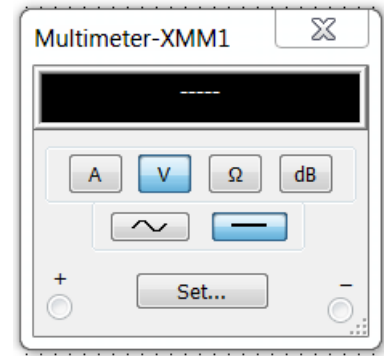 Multimeter-XMM1
-----
A V Ω dB
+ Set... −